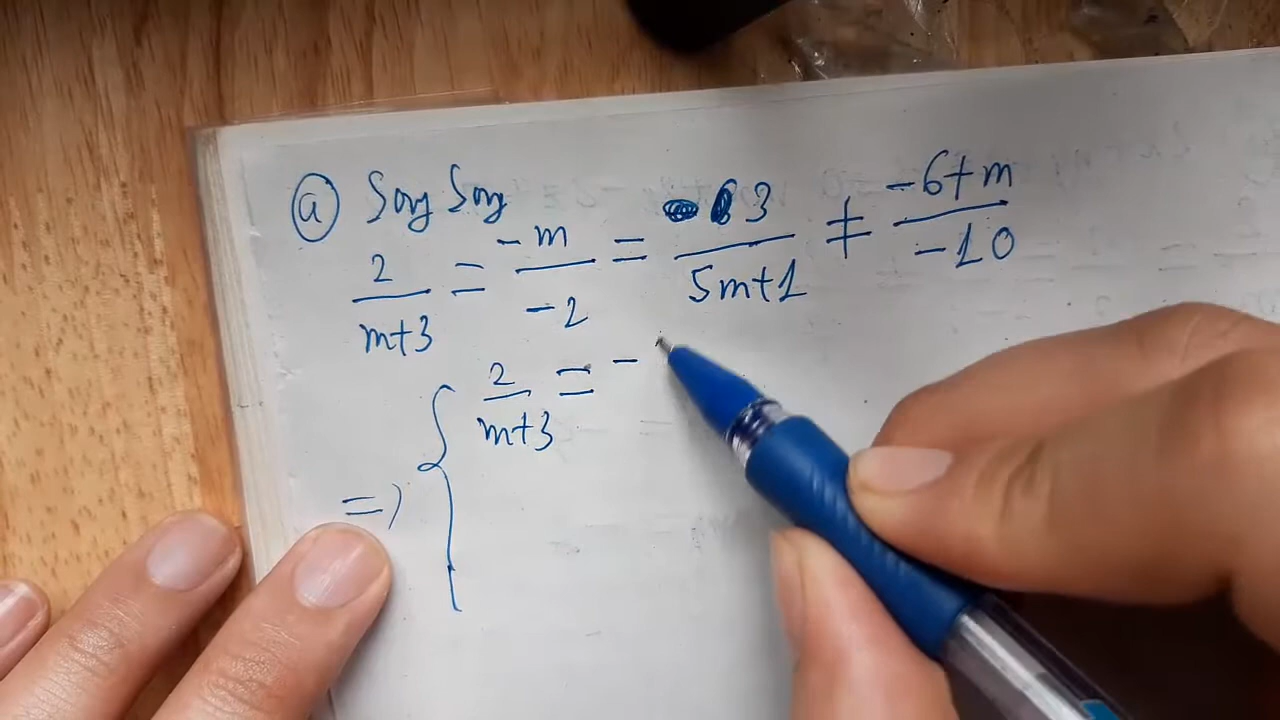 (a) Song Song
2/(m+3) = -m/-2 = 3/(5m+1) ≠ (-6+m)/-10
=> { 2/(m+3) = -